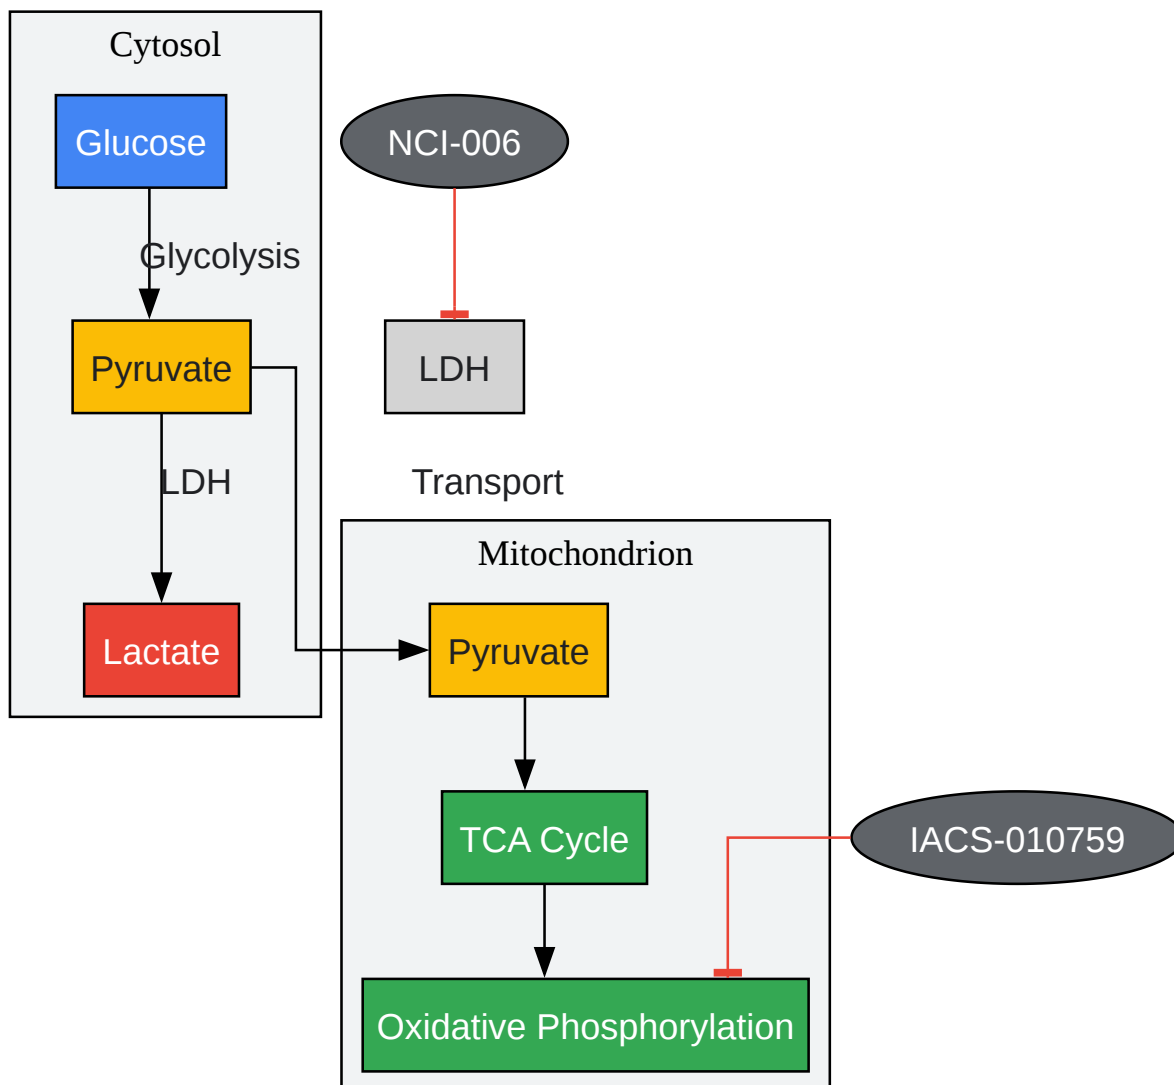 Cytosol
Glucose
NCI-006
Glycolysis
Pyruvate
LDH
LDH
Transport
Mitochondrion
Lactate
Pyruvate
TCA Cycle
IACS-010759
Oxidative Phosphorylation